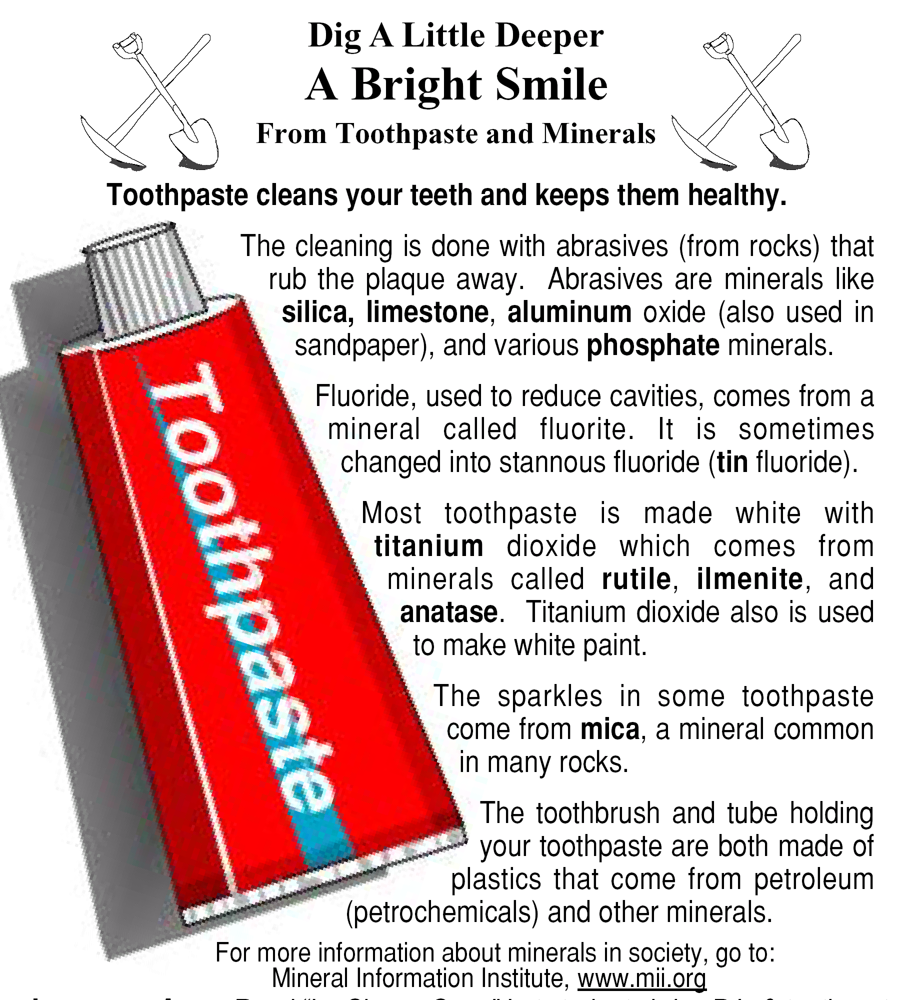 Dig A Little Deeper
A Bright Smile
From Toothpaste and Minerals
Toothpaste cleans your teeth and keeps them healthy.
The cleaning is done with abrasives (from rocks) that
rub the plaque away. Abrasives are minerals like
silica, limestone, aluminum oxide (also used in
sandpaper), and various phosphate minerals.
Fluoride, used to reduce cavities, comes from a
mineral called fluorite. It is sometimes
changed into stannous fluoride (tin fluoride).
Most toothpaste is made white with
titanium dioxide which comes from
minerals called rutile, ilmenite, and
anatase. Titanium dioxide also is used
to make white paint.
The sparkles in some toothpaste
come from mica, a mineral common
in many rocks.
The toothbrush and tube holding
your toothpaste are both made of
plastics that come from petroleum
(petrochemicals) and other minerals.
Toothpaste
For more information about minerals in society, go to:
Mineral Information Institute, www.mii.org